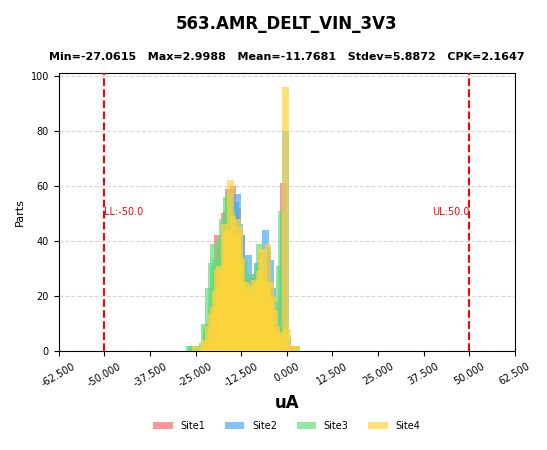 563.AMR_DELT_VIN_3V3
Min=-27.0615 Max=2.9988 Mean=-11.7681 Stdev=5.8872 CPK=2.1647
100
80
60
40
20
0
Parts
LL:-50.0
UL:50.0
-62.500 -50.000 -37.500 -25.000 -12.500 0.000 12.500 25.000 37.500 50.000 62.500
uA
Site1 Site2 Site3 Site4